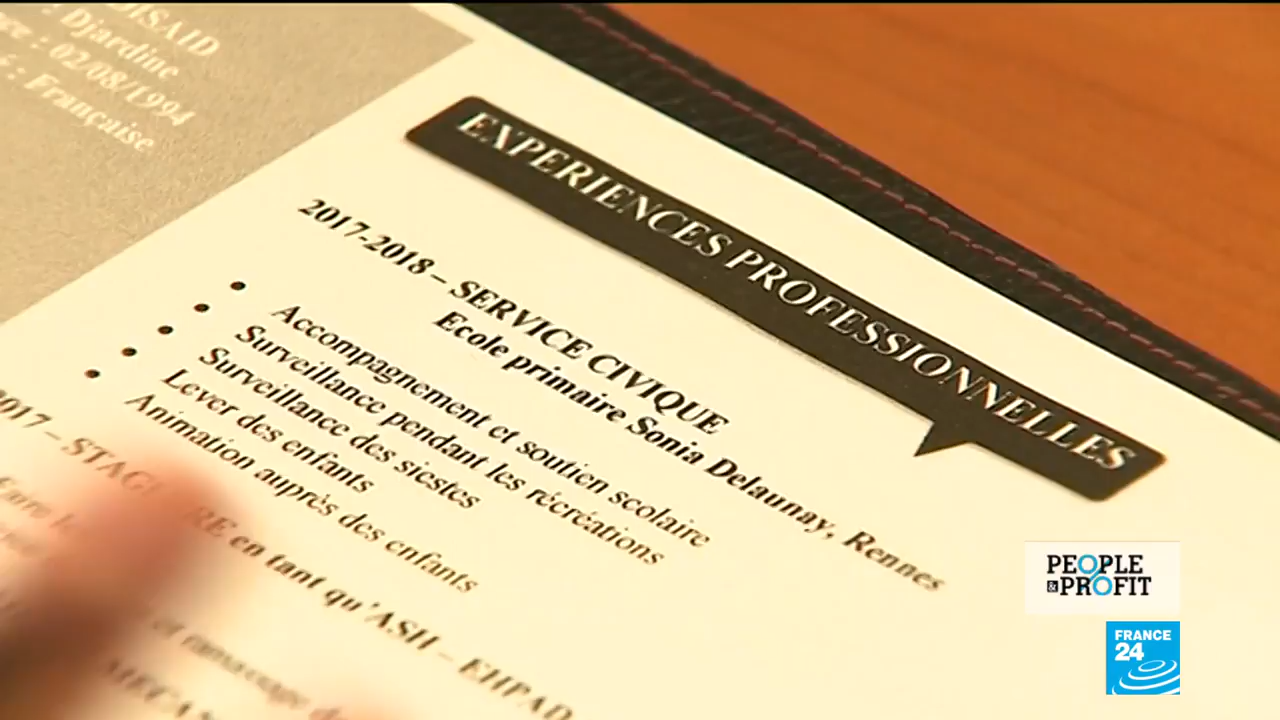 Djardine
02/08/1994
: Française
EXPERIENCES PROFESSIONNELLES
2017-2018 – SERVICE CIVIQUE
Ecole primaire Sonia Delaunay, Rennes
• Accompagnement et soutien scolaire
• Surveillance pendant les récréations
• Surveillance des siestes
• Lever des enfants
• Animation auprès des enfants
2017 – en tant qu'ASH – EHPAD
PEOPLE
& PROFIT
FRANCE
24